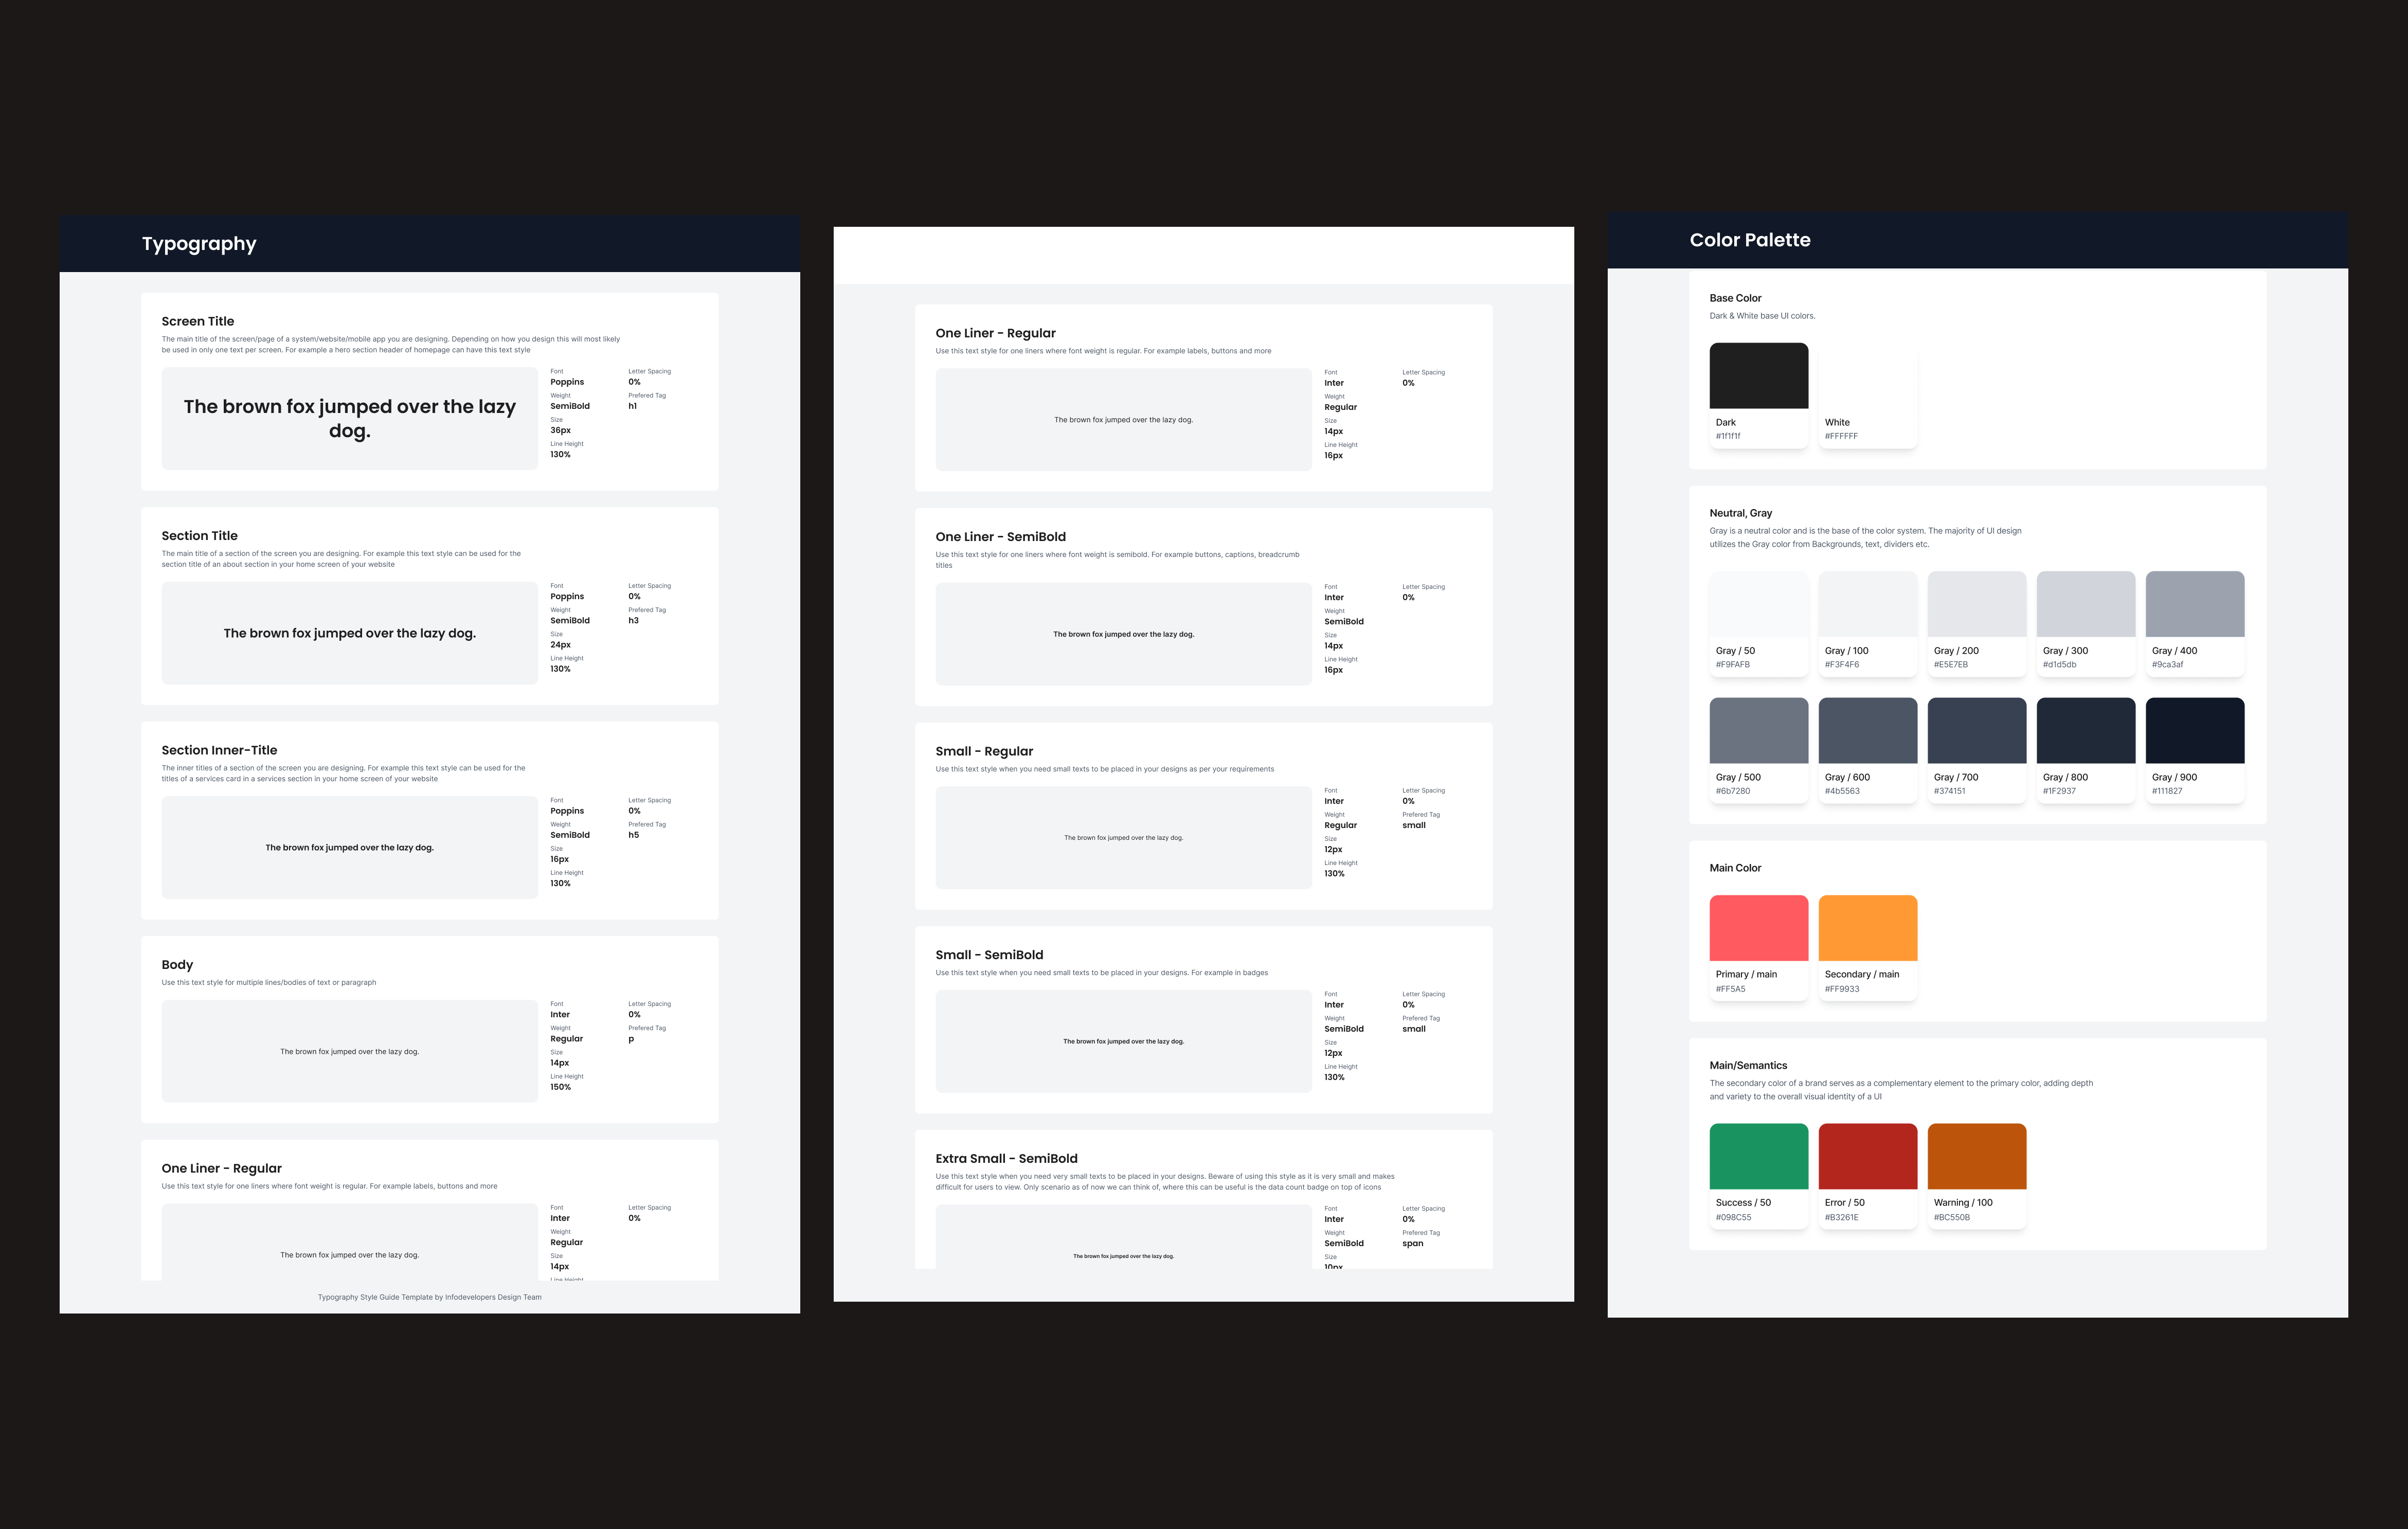 Typography
Screen Title
The main title of the screen/page of a system/website/mobile app you are designing. Depending on how you design this will most likely
be used in only one text per screen. For example a hero section header of homepage can have this text style
The brown fox jumped over the lazy
dog.
Font
Poppins
Weight
SemiBold
Size
36px
Line Height
130%
Letter Spacing
0%
Prefered Tag
h1
Section Title
The main title of a section of the screen you are designing. For example this text style can be used for the
section title of an about section in your home screen of your website
The brown fox jumped over the lazy dog.
Font
Poppins
Weight
SemiBold
Size
24px
Line Height
130%
Letter Spacing
0%
Prefered Tag
h3
Section Inner-Title
The inner titles of a section of the screen you are designing. For example this text style can be used for the
titles of a services card in a services section in your home screen of your website
The brown fox jumped over the lazy dog.
Font
Poppins
Weight
SemiBold
Size
16px
Line Height
130%
Letter Spacing
0%
Prefered Tag
h5
Body
Use this text style for multiple lines/bodies of text or paragraph
The brown fox jumped over the lazy dog.
Font
Inter
Weight
Regular
Size
14px
Line Height
150%
Letter Spacing
0%
Prefered Tag
p
One Liner - Regular
Use this text style for one liners where font weight is regular. For example labels, buttons and more
The brown fox jumped over the lazy dog.
Font
Inter
Weight
Regular
Size
14px
Line Height
Letter Spacing
0%
Typography Style Guide Template by Infodevelopers Design Team
One Liner - Regular
Use this text style for one liners where font weight is regular. For example labels, buttons and more
The brown fox jumped over the lazy dog.
Font
Inter
Weight
Regular
Size
14px
Line Height
16px
Letter Spacing
0%
One Liner - SemiBold
Use this text style for one liners where font weight is semibold. For example buttons, captions, breadcrumb
titles
The brown fox jumped over the lazy dog.
Font
Inter
Weight
SemiBold
Size
14px
Line Height
16px
Letter Spacing
0%
Small - Regular
Use this text style when you need small texts to be placed in your designs as per your requirements
The brown fox jumped over the lazy dog.
Font
Inter
Weight
Regular
Size
12px
Line Height
130%
Letter Spacing
0%
Prefered Tag
small
Small - SemiBold
Use this text style when you need small texts to be placed in your designs. For example in badges
The brown fox jumped over the lazy dog.
Font
Inter
Weight
SemiBold
Size
12px
Line Height
130%
Letter Spacing
0%
Prefered Tag
small
Extra Small - SemiBold
Use this text style when you need very small texts to be placed in your designs. Beware of using this style as it is very small and makes
difficult for users to view. Only scenario as of now we can think of, where this can be useful is the data count badge on top of icons
The brown fox jumped over the lazy dog.
Font
Inter
Weight
SemiBold
Size
10px
Letter Spacing
0%
Prefered Tag
span
Color Palette
Base Color
Dark & White base UI colors.
Dark
#1f1f1f
White
#FFFFFF
Neutral, Gray
Gray is a neutral color and is the base of the color system. The majority of UI design
utilizes the Gray color from Backgrounds, text, dividers etc.
Gray / 50
#F9FAFB
Gray / 100
#F3F4F6
Gray / 200
#E5E7EB
Gray / 300
#d1d5db
Gray / 400
#9ca3af
Gray / 500
#6b7280
Gray / 600
#4b5563
Gray / 700
#374151
Gray / 800
#1F2937
Gray / 900
#111827
Main Color
Primary / main
#FF5A5
Secondary / main
#FF9933
Main/Semantics
The secondary color of a brand serves as a complementary element to the primary color, adding depth
and variety to the overall visual identity of a UI
Success / 50
#098C55
Error / 50
#B3261E
Warning / 100
#BC550B